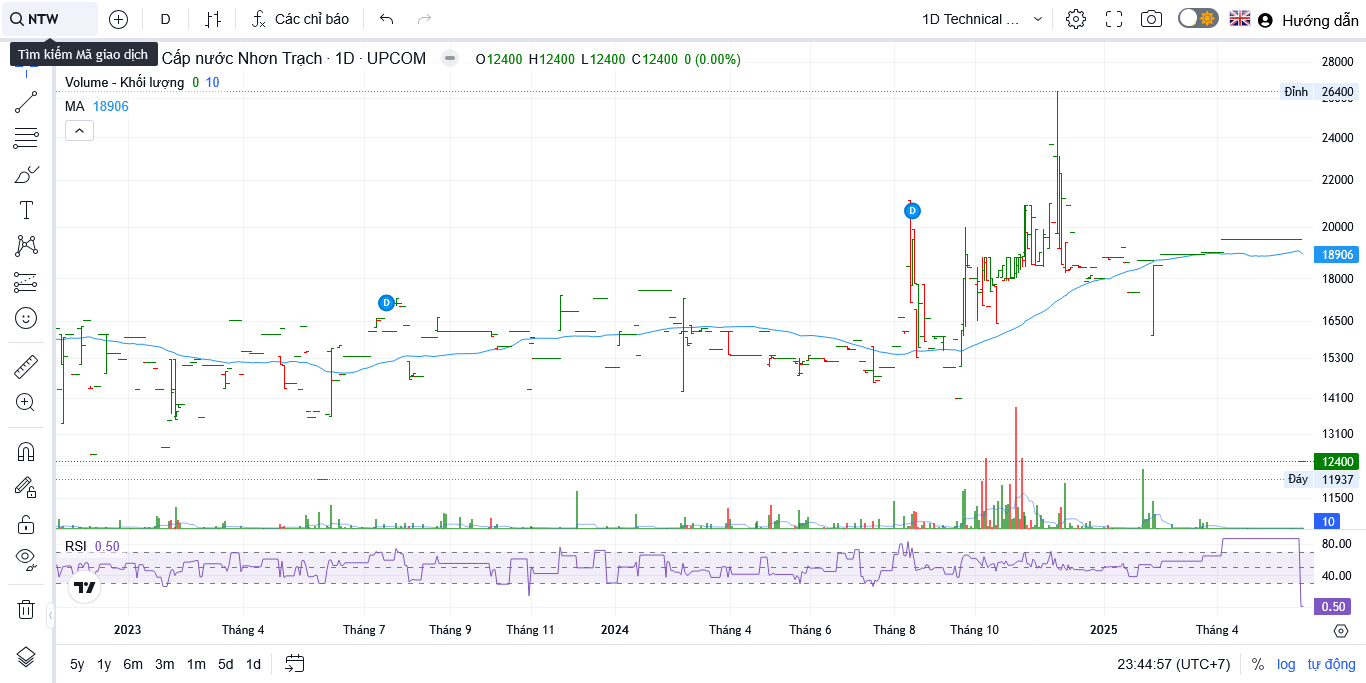 NTW
D
Các chỉ báo
1D Technical ...
Hướng dẫn
Tìm kiếm Mã giao dịch
Cấp nước Nhơn Trạch · 1D · UPCOM
O12400 H12400 L12400 C12400 0 (0.00%)
Volume - Khối lượng 0 10
MA 18906
28000
Đỉnh 26400
24000
22000
20000
18906
18000
16500
15300
14100
13100
12400
Đáy 11937
11500
10
D
D
RSI 0.50
80.00
40.00
0.50
2023 Tháng 4 Tháng 7 Tháng 9 Tháng 11 2024 Tháng 4 Tháng 6 Tháng 8 Tháng 10 2025 Tháng 4
5y 1y 6m 3m 1m 5d 1d
23:44:57 (UTC+7) % log tự động